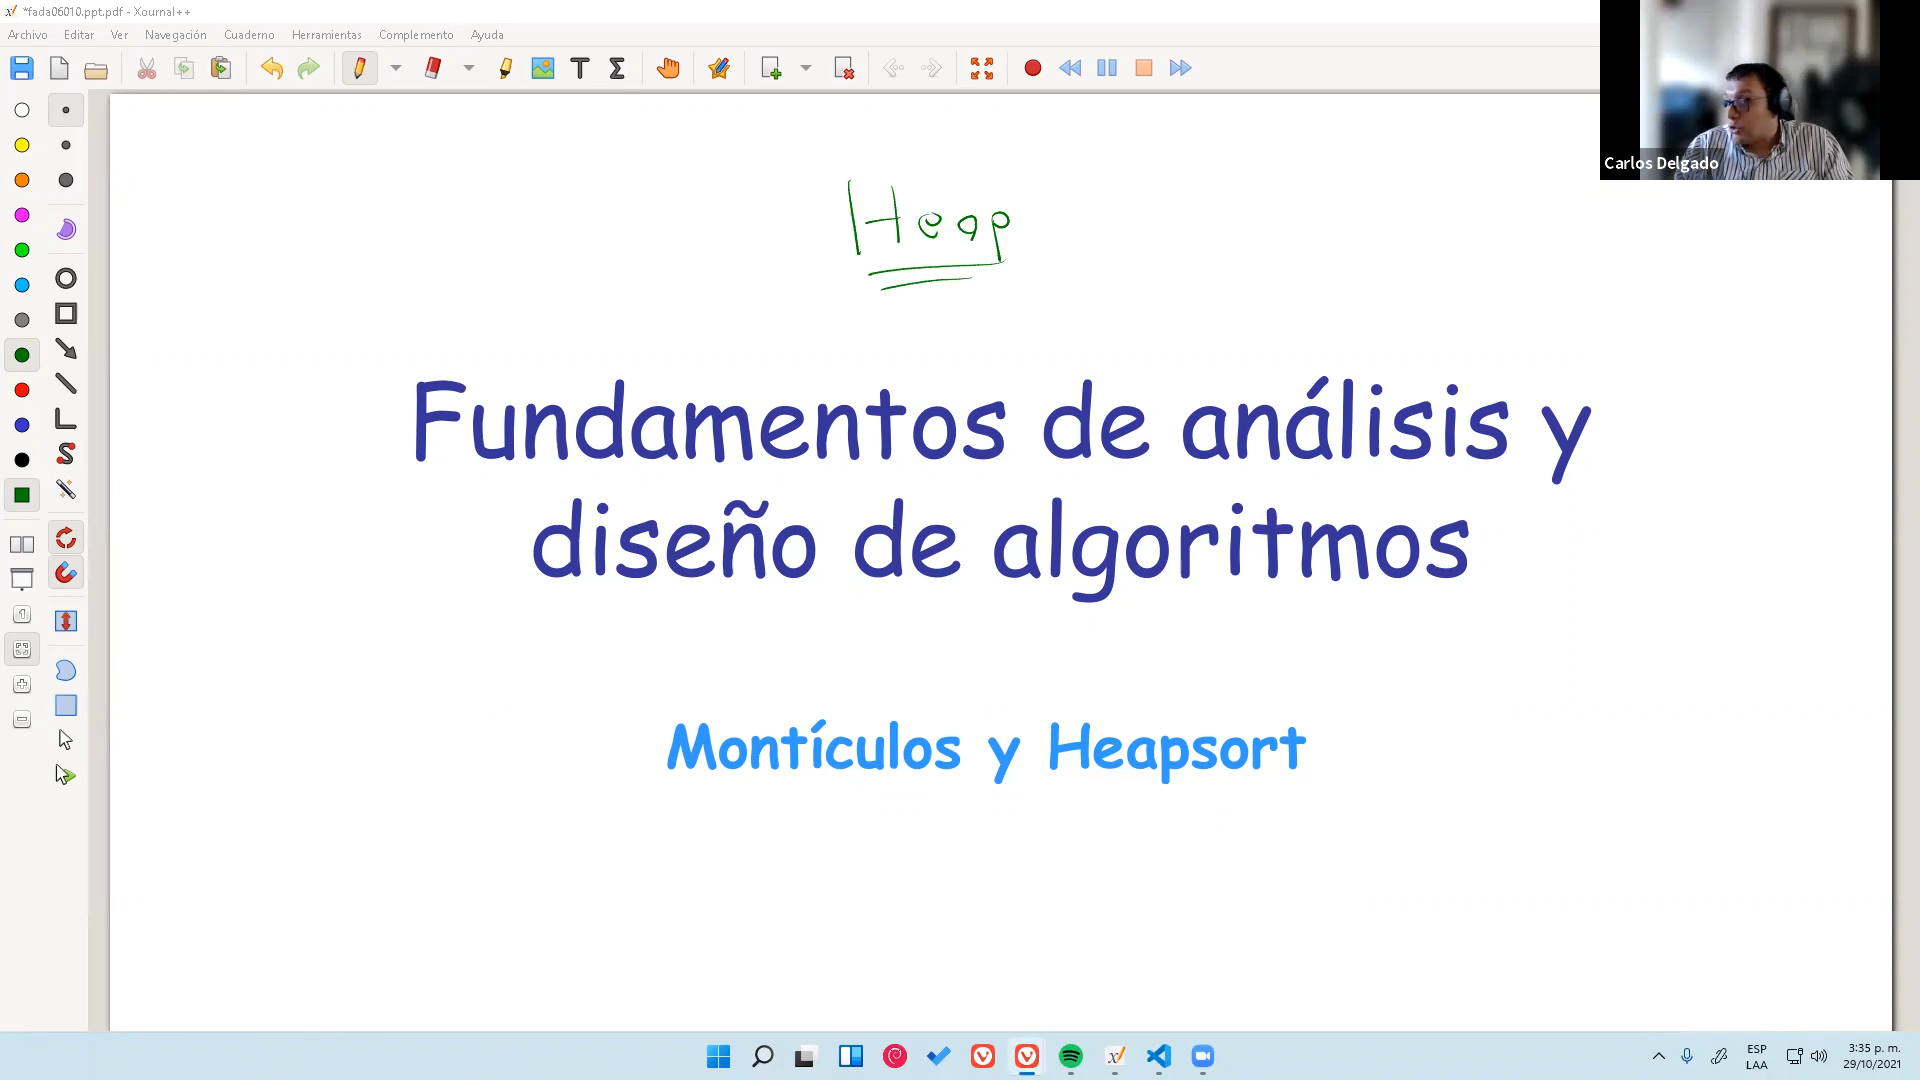 *fada06010.ppt.pdf - Xournal++
Archivo Editar Ver Navegación Cuaderno Herramientas Complemento Ayuda
Carlos Delgado
Heap
Fundamentos de análisis y
diseño de algoritmos
Montículos y Heapsort
ESP
LAA
3:35 p. m.
29/10/2021